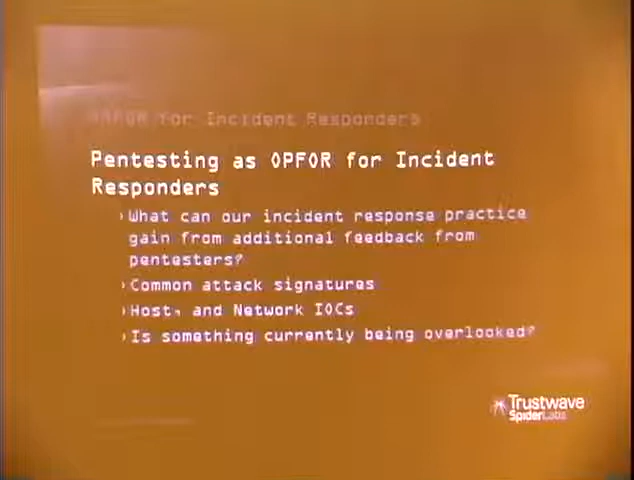 OPFOR for Incident Responders
Pentesting as OPFOR for Incident
Responders
›What can our incident response practice
gain from additional feedback from
pentesters?
›Common attack signatures
›Host, and Network IOCs
›Is something currently being overlooked?
Trustwave
SpiderLabs